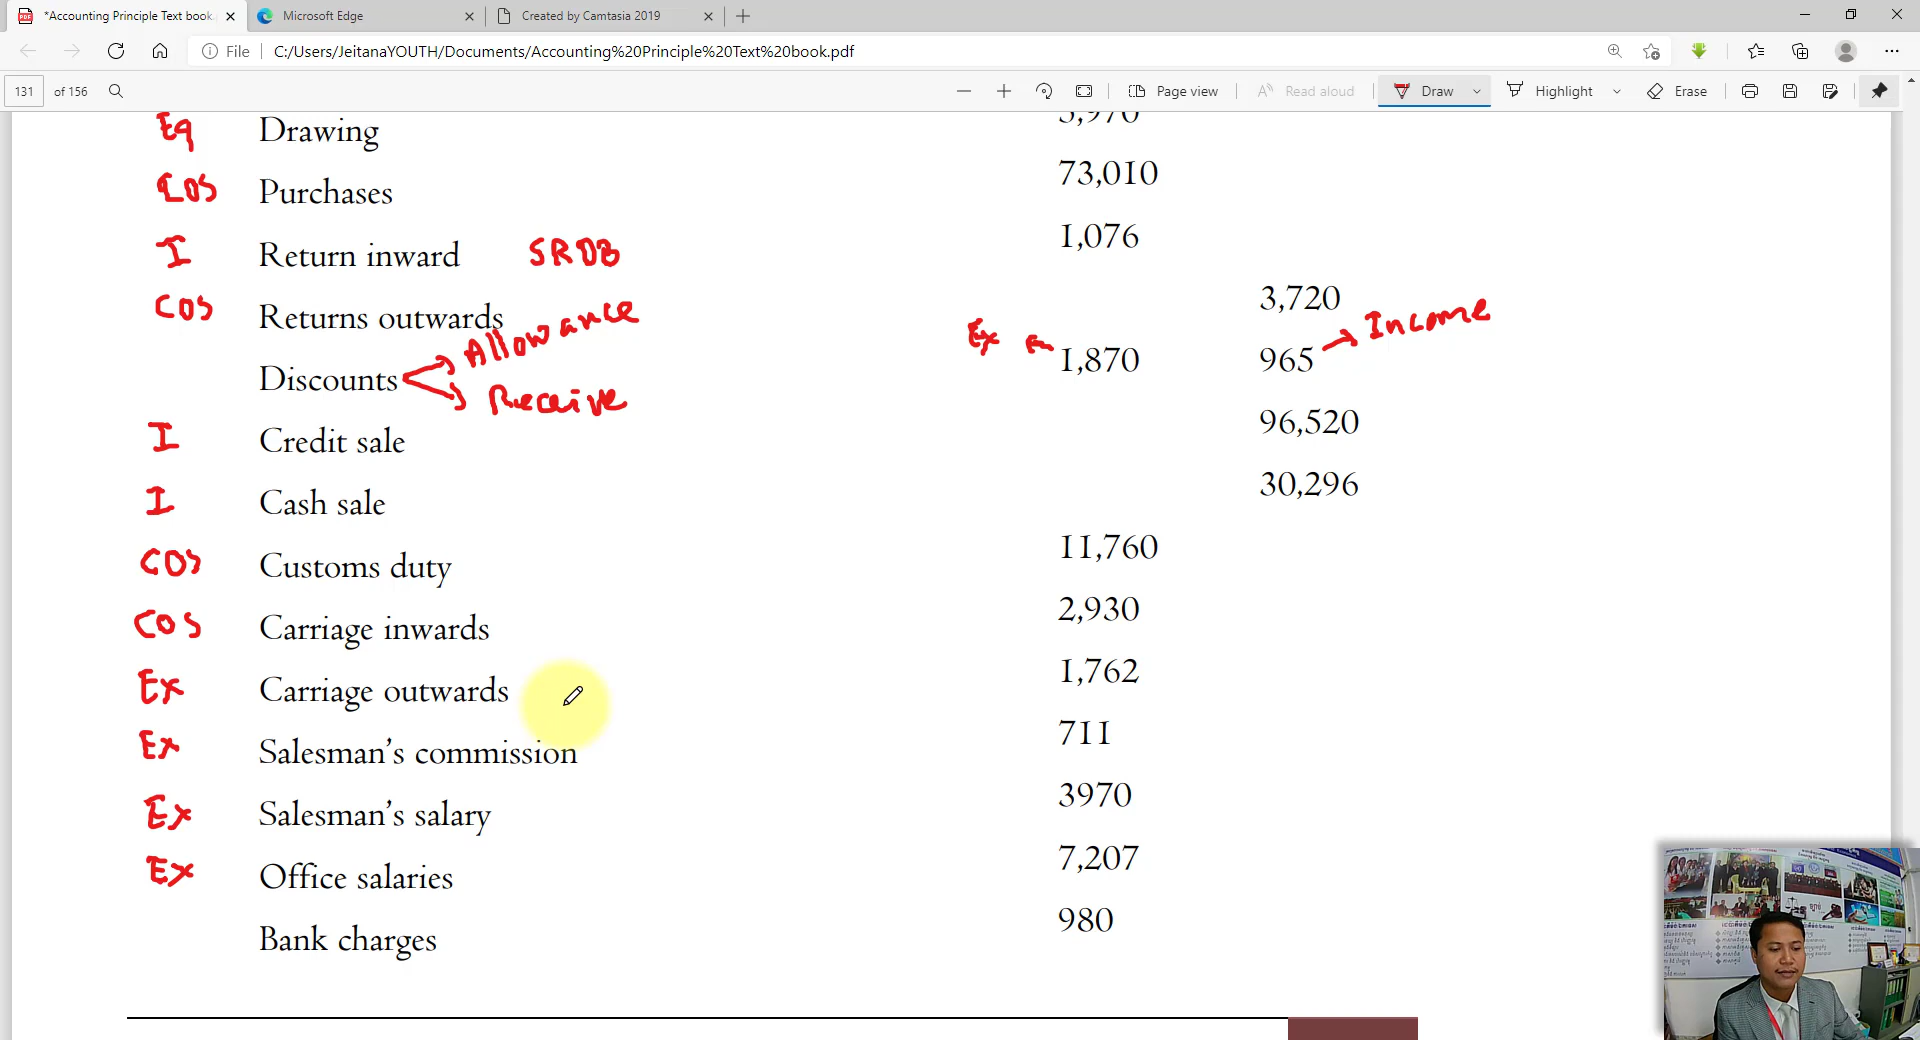 *Accounting Principle Text book.
Microsoft Edge
Created by Camtasia 2019
File
C:/Users/JeitanaYOUTH/Documents/Accounting%20Principle%20Text%20book.pdf
131 of 156
Page view
Read aloud
Draw
Highlight
Erase
Eq Drawing 3,970
COS Purchases 73,010
I Return inward SRDB 1,076
COS Returns outwards 3,720
Allowance Ex Income
Discounts 1,870 965
Receive
I Credit sale 96,520
I Cash sale 30,296
COS Customs duty 11,760
COS Carriage inwards 2,930
Ex Carriage outwards 1,762
Ex Salesman's commission 711
Ex Salesman's salary 3970
Ex Office salaries 7,207
Bank charges 980